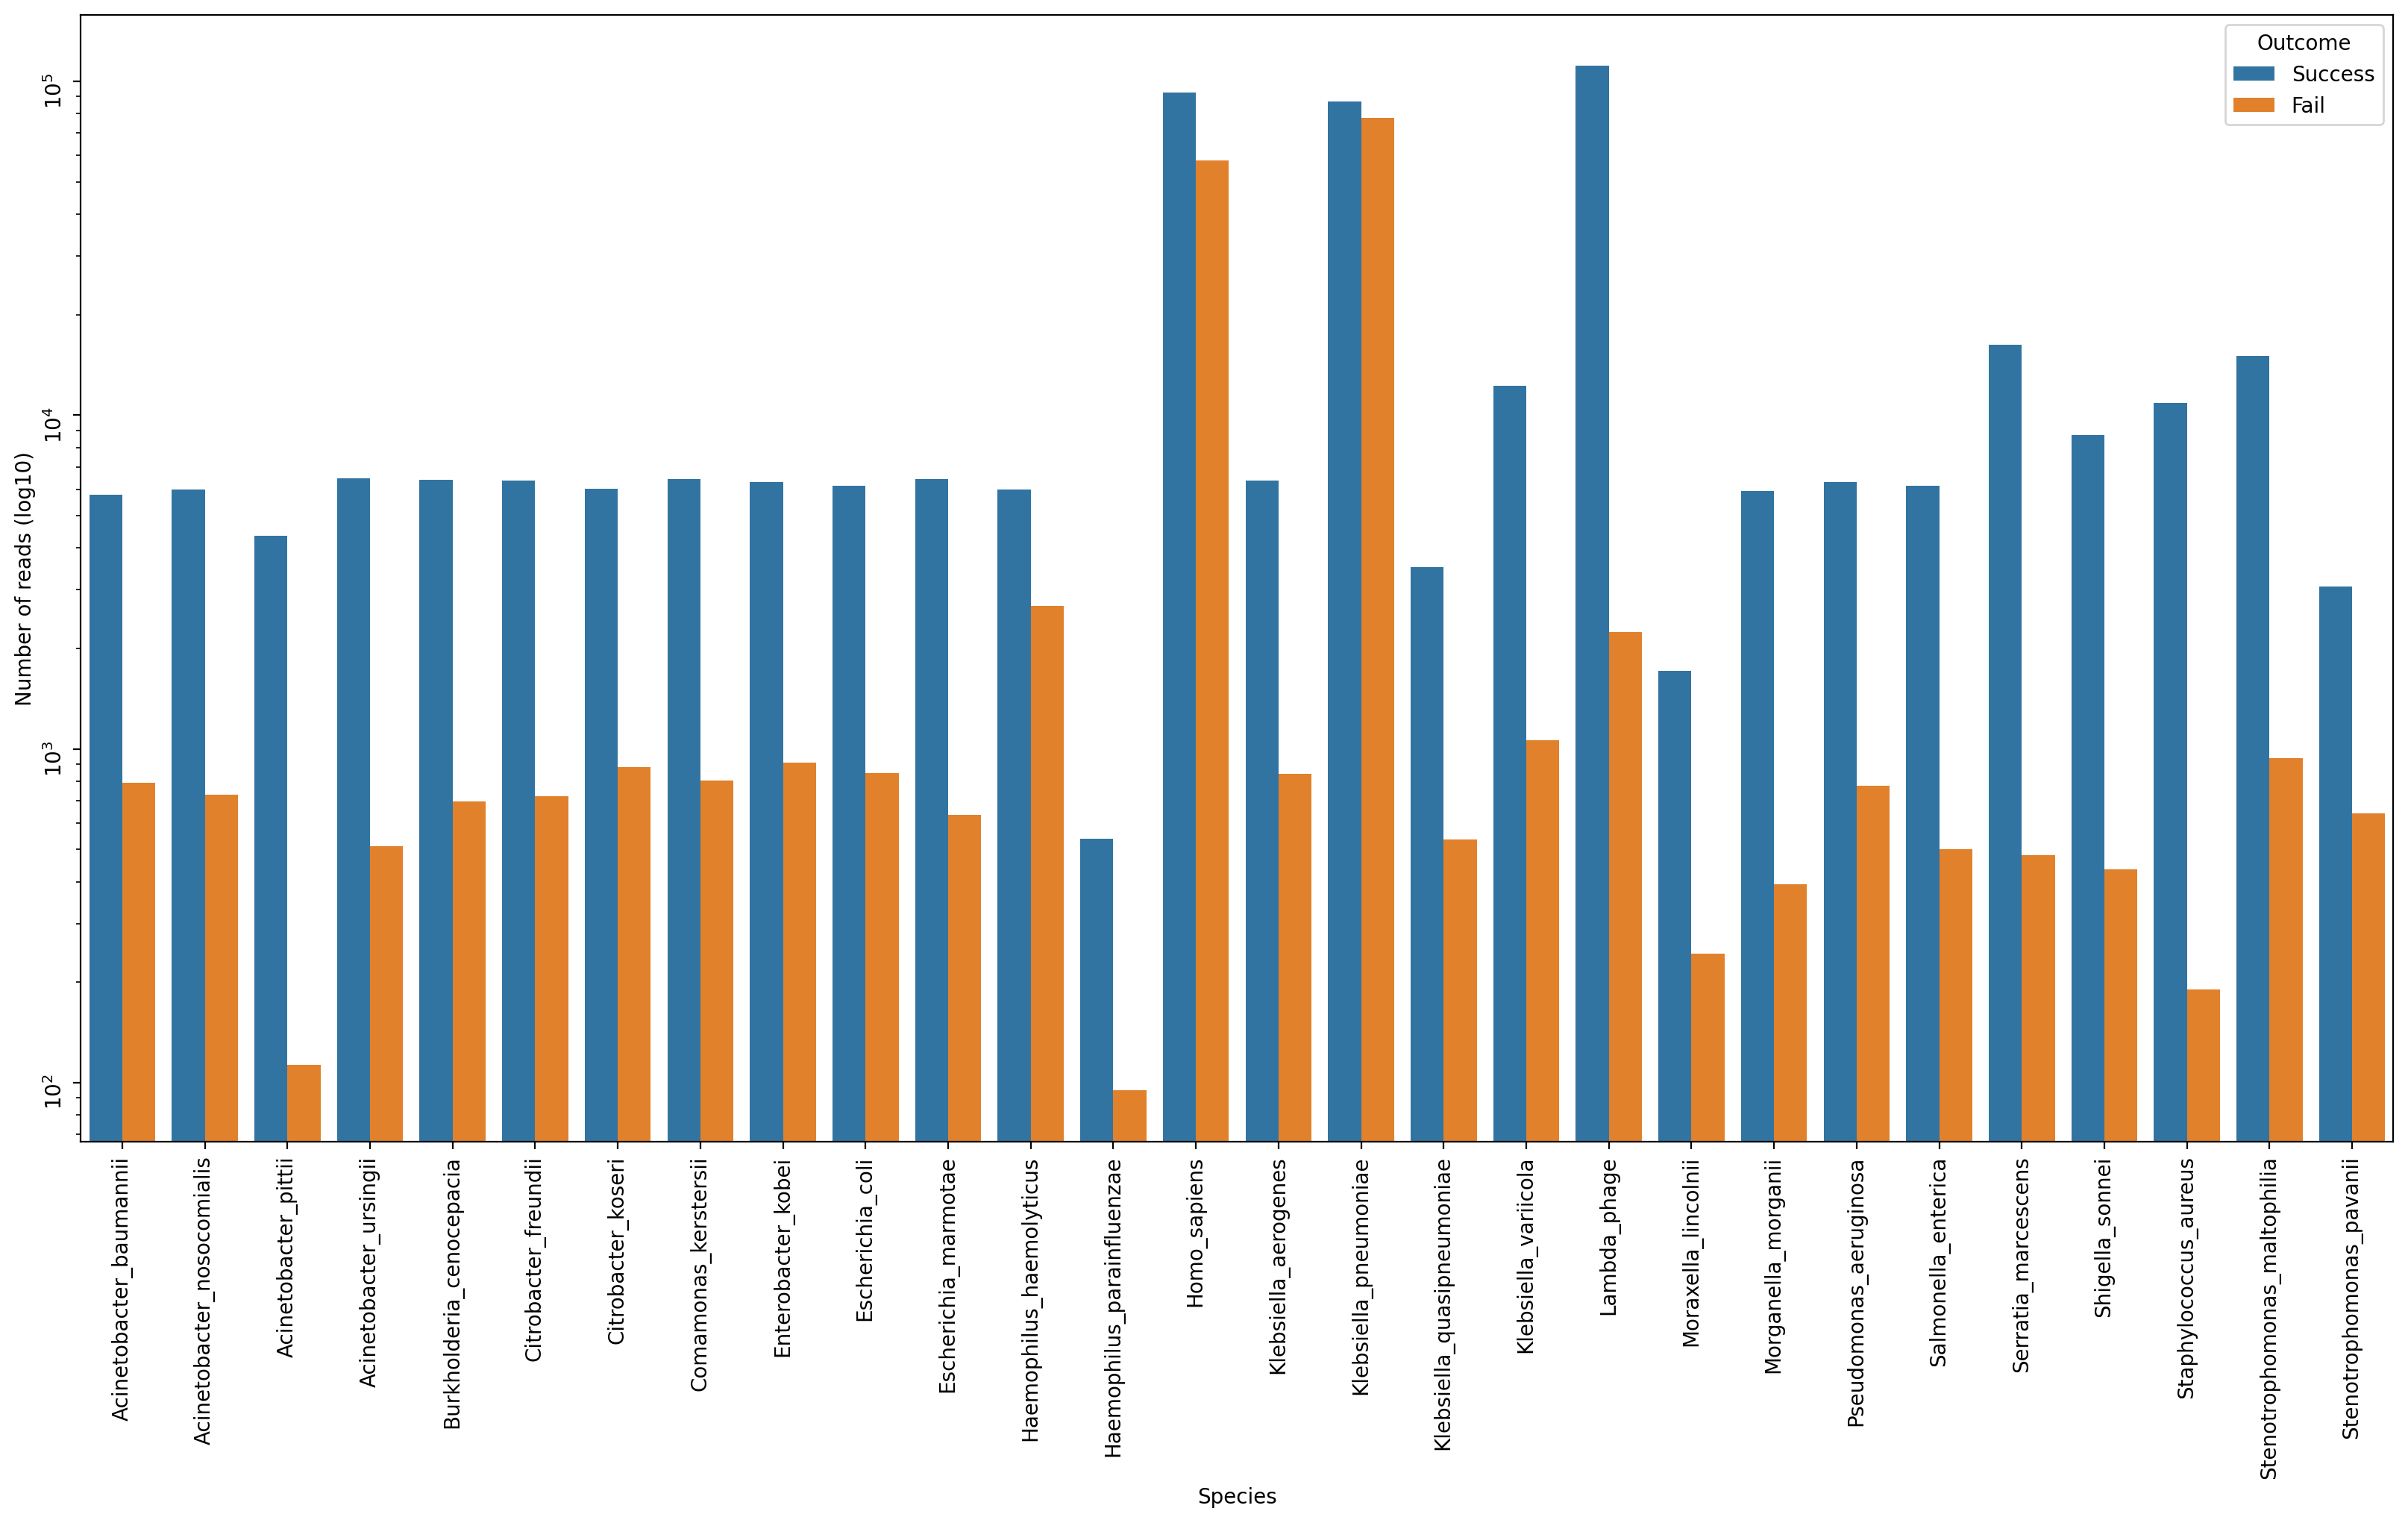 Outcome
Success
Fail
Number of reads (log10)
10^5
10^4
10^3
10^2
Acinetobacter_baumannii
Acinetobacter_nosocomialis
Acinetobacter_pittii
Acinetobacter_ursingii
Burkholderia_cenocepacia
Citrobacter_freundii
Citrobacter_koseri
Comamonas_kerstersii
Enterobacter_kobei
Escherichia_coli
Escherichia_marmotae
Haemophilus_haemolyticus
Haemophilus_parainfluenzae
Homo_sapiens
Klebsiella_aerogenes
Klebsiella_pneumoniae
Klebsiella_quasipneumoniae
Klebsiella_variicola
Lambda_phage
Moraxella_lincolnii
Morganella_morganii
Pseudomonas_aeruginosa
Salmonella_enterica
Serratia_marcescens
Shigella_sonnei
Staphylococcus_aureus
Stenotrophomonas_maltophilia
Stenotrophomonas_pavanii
Species